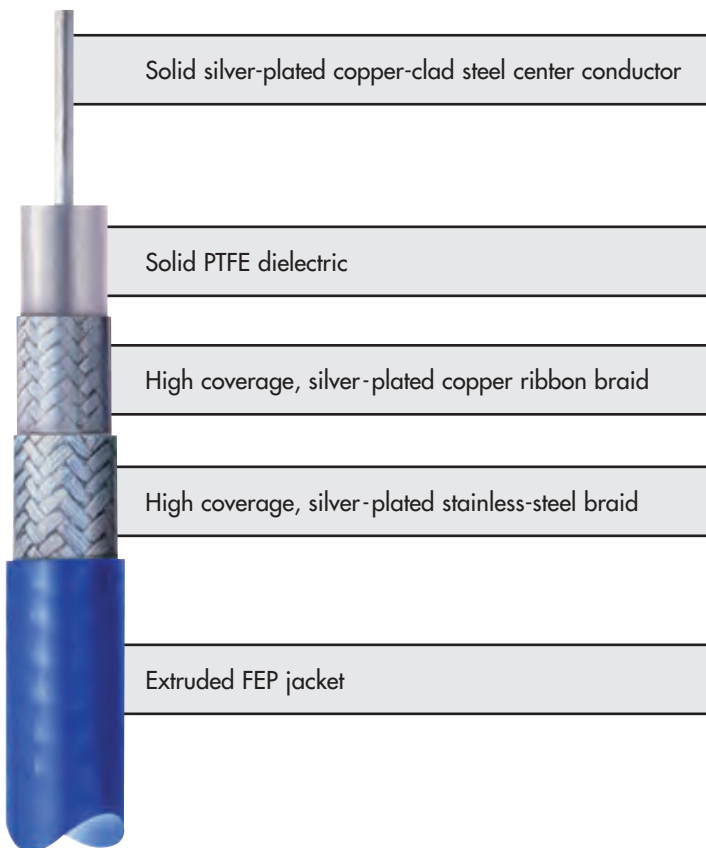 Solid silver-plated copper-clad steel center conductor
Solid PTFE dielectric
High coverage, silver-plated copper ribbon braid
High coverage, silver-plated stainless-steel braid
Extruded FEP jacket